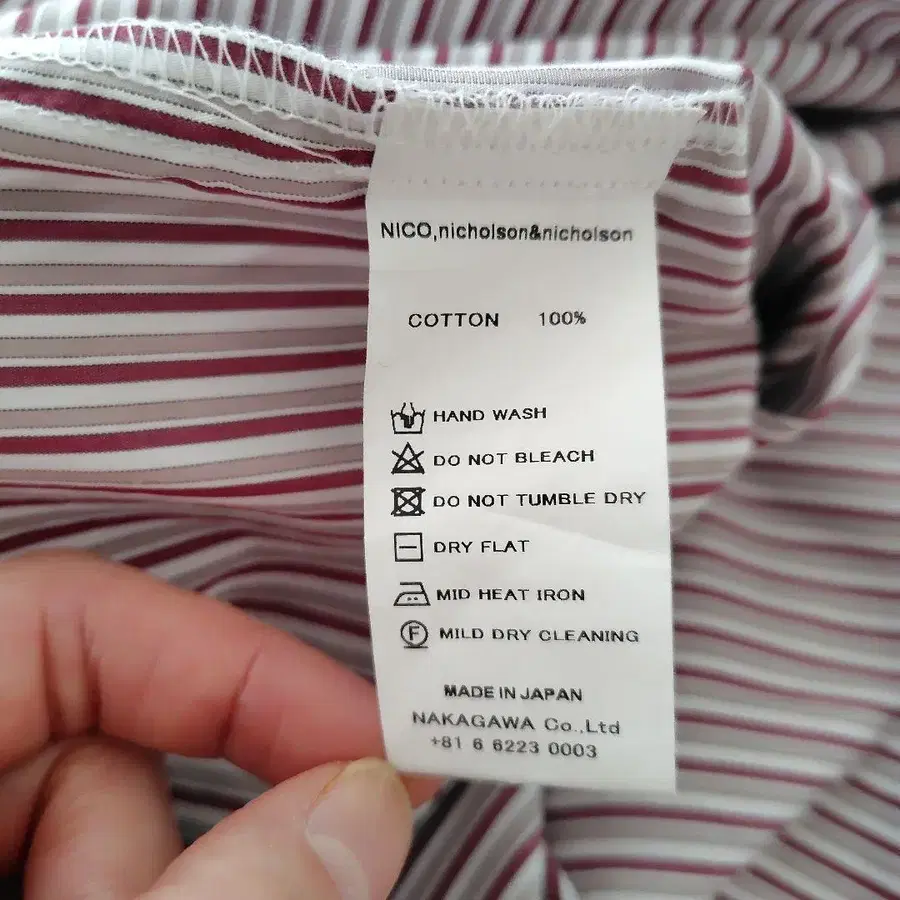 NICO,nicholson&nicholson
COTTON 100%
HAND WASH
DO NOT BLEACH
DO NOT TUMBLE DRY
DRY FLAT
MID HEAT IRON
F MILD DRY CLEANING
MADE IN JAPAN
NAKAGAWA Co.,Ltd
+81 6 6223 0003